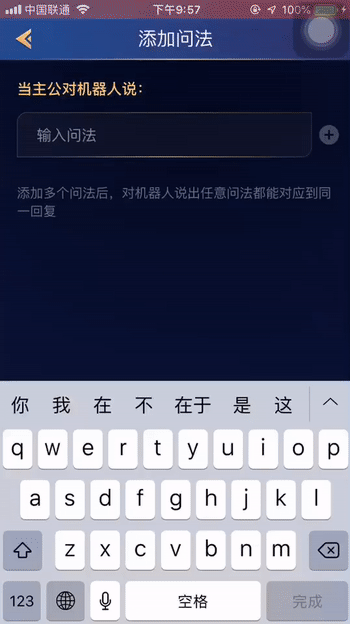 中国联通 下午9:57 100%
添加问法
当主公对机器人说：
输入问法
添加多个问法后，对机器人说出任意问法都能对应到同
一回复
你 我 在 不 在于 是 这
q w e r t y u i o p
a s d f g h j k l
z x c v b n m
123 空格 完成